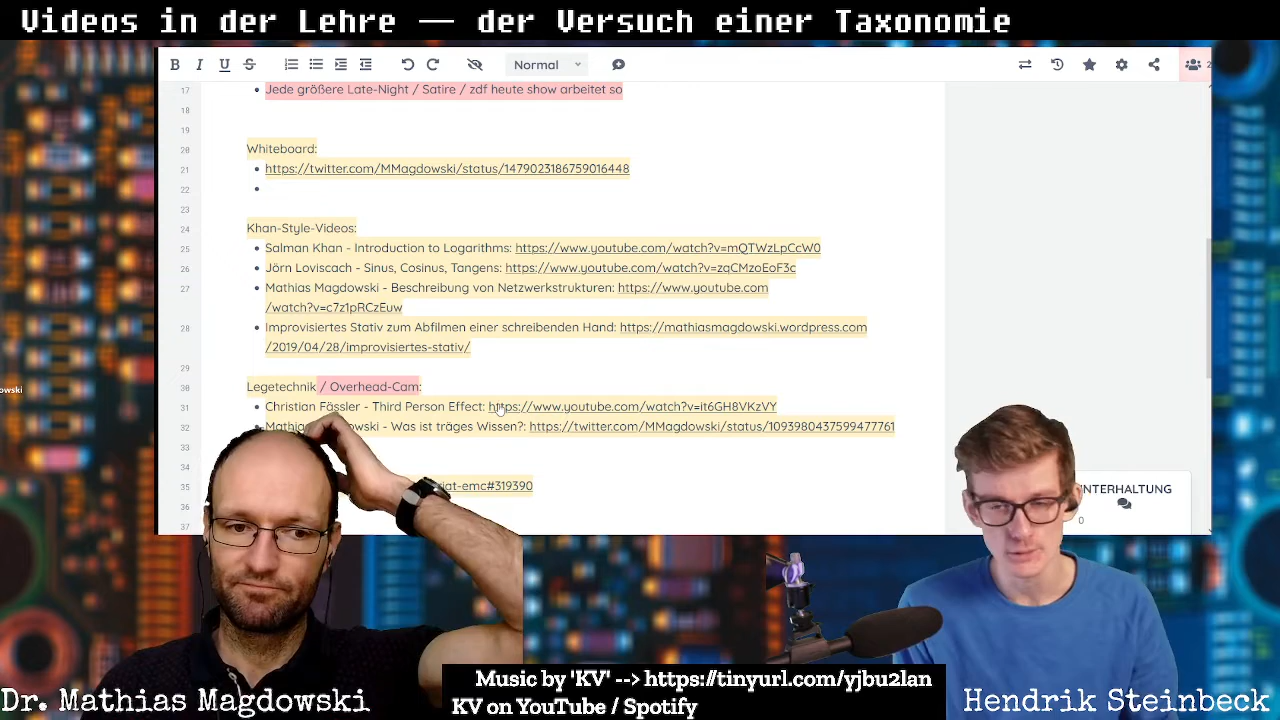 Videos in der Lehre — der Versuch einer Taxonomie
B I U S Normal 2
17 Jede größere Late-Night / Satire / zdf heute show arbeitet so
18
19
20 Whiteboard:
21 https://twitter.com/MMagdowski/status/1479023186759016448
22
23
24 Khan-Style-Videos:
25 Salman Khan - Introduction to Logarithms: https://www.youtube.com/watch?v=mQTWzLpCcW0
26 Jörn Loviscach - Sinus, Cosinus, Tangens: https://www.youtube.com/watch?v=zqCMzoEoF3c
27 Mathias Magdowski - Beschreibung von Netzwerkstrukturen: https://www.youtube.com
/watch?v=c7z1pRCzEuw
28 Improvisiertes Stativ zum Abfilmen einer schreibenden Hand: https://mathiasmagdowski.wordpress.com
/2019/04/28/improvisiertes-stativ/
29
30 Legetechnik / Overhead-Cam:
owski
31 Christian Fässler - Third Person Effect: https://www.youtube.com/watch?v=it6GH8VKzVY
32 - Was ist träges Wissen?: https://twitter.com/MMagdowski/status/1093980437599477761
33
34
35 iat-emc#319390
NTERHALTUNG
36
0
37
Music by 'KV' --> https://tinyurl.com/yjbu2lan
Dr. Mathias Magdowski
KV on YouTube / Spotify
Hendrik Steinbeck